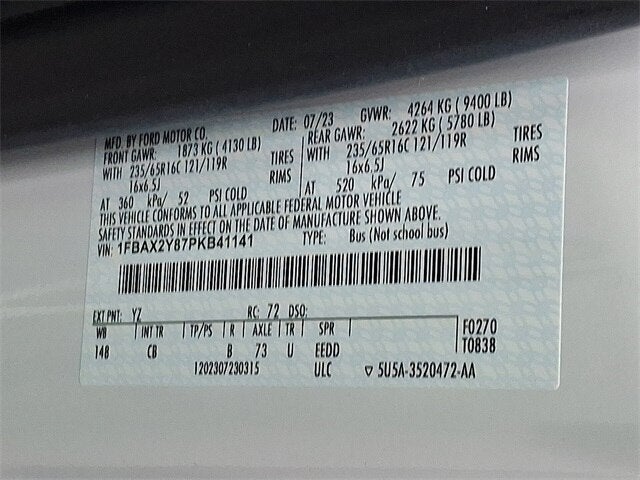 MFD. BY FORD MOTOR CO. DATE: 07/23 GVWR: 4264 KG ( 9400 LB)
FRONT GAWR: 1873 KG ( 4130 LB) REAR GAWR: 2622 KG ( 5780 LB)
WITH 235/65R16C 121/119R TIRES WITH 235/65R16C 121/119R TIRES
16x6.5J RIMS 16x6.5J RIMS
AT 360 kPa/ 52 PSI COLD AT 520 kPa/ 75 PSI COLD
THIS VEHICLE CONFORMS TO ALL APPLICABLE FEDERAL MOTOR VEHICLE
SAFETY STANDARDS IN EFFECT ON THE DATE OF MANUFACTURE SHOWN ABOVE.
VIN: 1FBAX2Y87PKB41141 TYPE: Bus (Not school bus)
EXT PNT: YZ RC: 72 DSO:
WB INT TR TP/PS R AXLE TR SPR F0270
148 CB B 73 U EEDD T0838
1202307230315 ULC ▽ 5U5A-3520472-AA